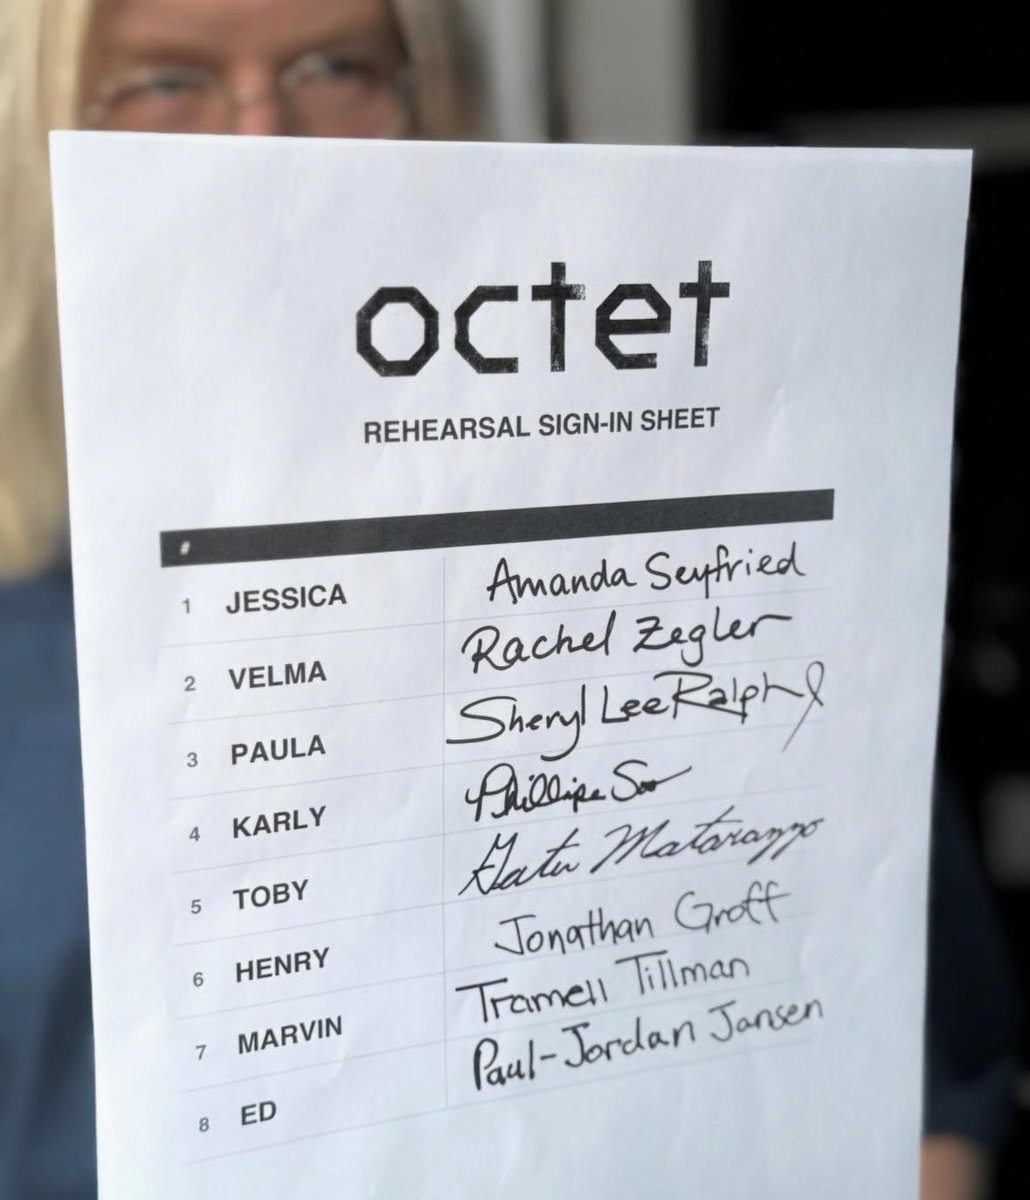 octet
REHEARSAL SIGN-IN SHEET
#
1 JESSICA Amanda Seyfried
2 VELMA Rachel Zegler
3 PAULA Sheryl Lee Ralph
4 KARLY Phillipa Soo
5 TOBY Gaten Matarazzo
6 HENRY Jonathan Groff
7 MARVIN Tramell Tillman
8 ED Paul-Jordan Jansen